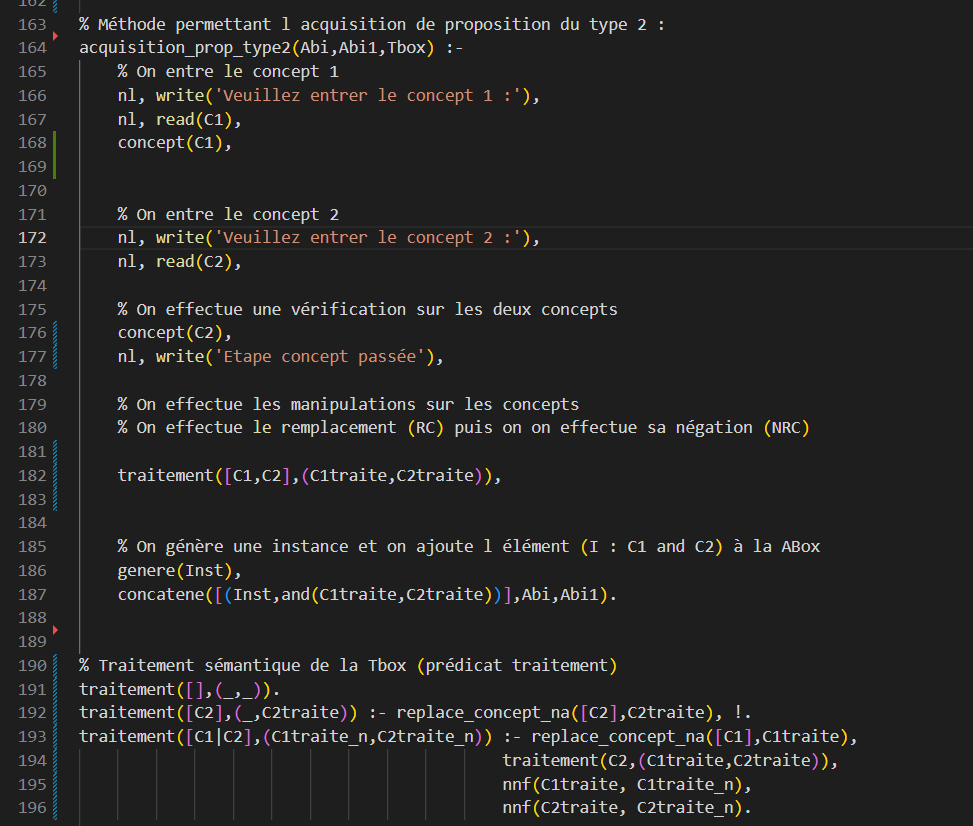 162
163 % Méthode permettant l acquisition de proposition du type 2 :
164 acquisition_prop_type2(Abi,Abi1,Tbox) :-
165 % On entre le concept 1
166 nl, write('Veuillez entrer le concept 1 :'),
167 nl, read(C1),
168 concept(C1),
169
170
171 % On entre le concept 2
172 nl, write('Veuillez entrer le concept 2 :'),
173 nl, read(C2),
174
175 % On effectue une vérification sur les deux concepts
176 concept(C2),
177 nl, write('Etape concept passée'),
178
179 % On effectue les manipulations sur les concepts
180 % On effectue le remplacement (RC) puis on on effectue sa négation (NRC)
181
182 traitement([C1,C2],(C1traite,C2traite)),
183
184
185 % On génère une instance et on ajoute l élément (I : C1 and C2) à la ABox
186 genere(Inst),
187 concatene([(Inst,and(C1traite,C2traite))],Abi,Abi1).
188
189
190 % Traitement sémantique de la Tbox (prédicat traitement)
191 traitement([],(_,_)).
192 traitement([C2],(_,C2traite)) :- replace_concept_na([C2],C2traite), !.
193 traitement([C1|C2],(C1traite_n,C2traite_n)) :- replace_concept_na([C1],C1traite),
194 traitement(C2,(C1traite,C2traite)),
195 nnf(C1traite, C1traite_n),
196 nnf(C2traite, C2traite_n).